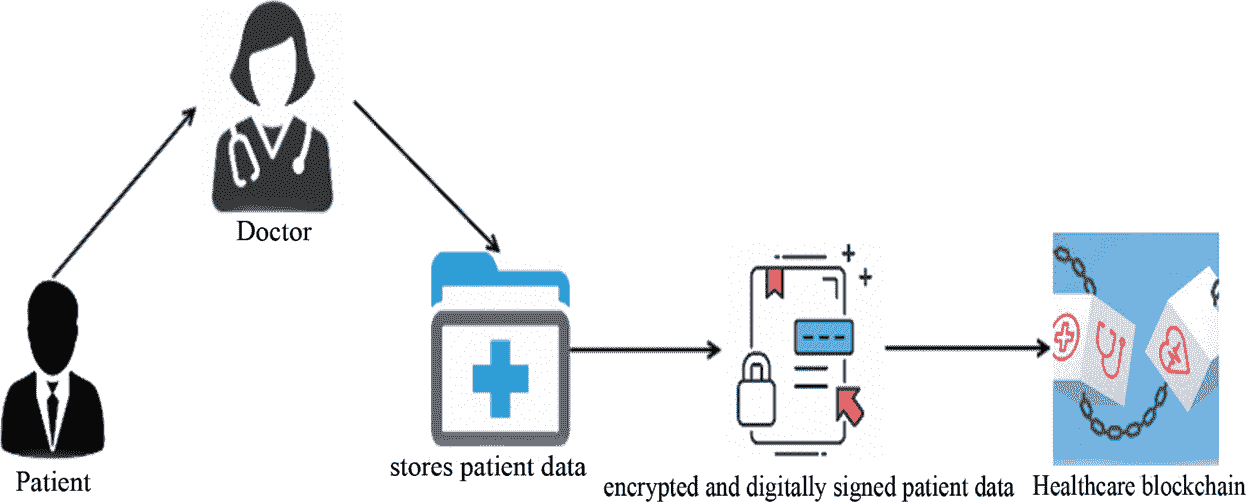 Doctor
Patient
stores patient data
encrypted and digitally signed patient data
Healthcare blockchain